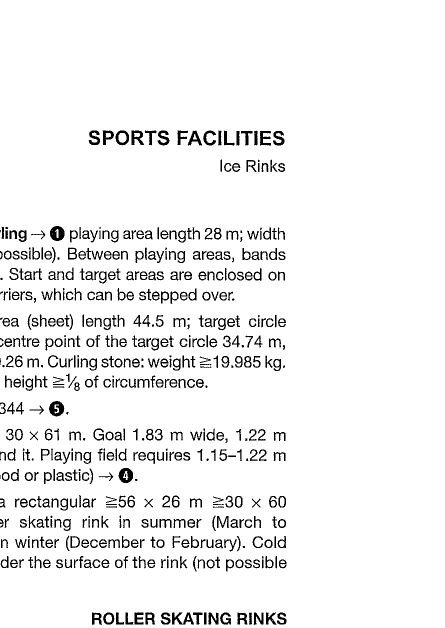 SPORTS FACILITIES
Ice Rinks
rling → ❶ playing area length 28 m; width
possible). Between playing areas, bands
. Start and target areas are enclosed on
rriers, which can be stepped over.
rea (sheet) length 44.5 m; target circle
centre point of the target circle 34.74 m,
.26 m. Curling stone: weight ≧19.985 kg.
height ≧⅛ of circumference.
344 → ❺.
30 × 61 m. Goal 1.83 m wide, 1.22 m
nd it. Playing field requires 1.15–1.22 m
od or plastic) → ❹.
a rectangular ≧56 × 26 m ≧30 × 60
er skating rink in summer (March to
n winter (December to February). Cold
der the surface of the rink (not possible
ROLLER SKATING RINKS